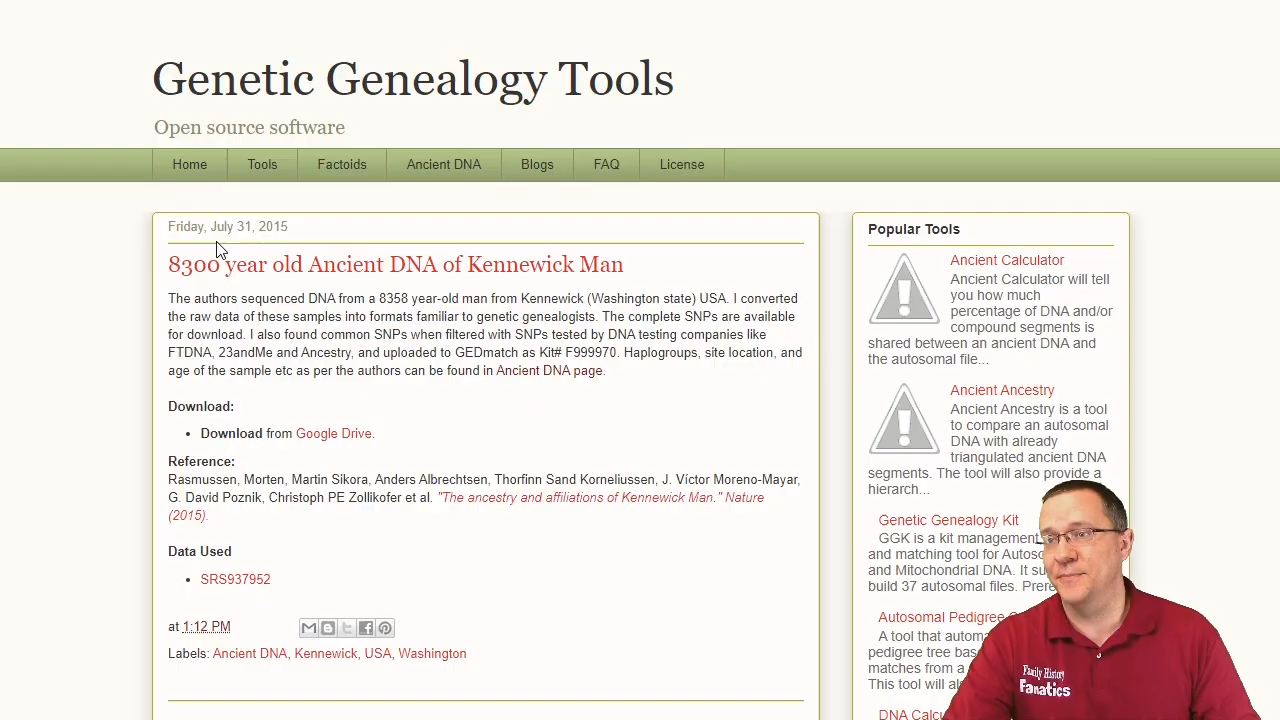 Genetic Genealogy Tools
Open source software
Home Tools Factoids Ancient DNA Blogs FAQ License
Friday, July 31, 2015
8300 year old Ancient DNA of Kennewick Man
The authors sequenced DNA from a 8358 year-old man from Kennewick (Washington state) USA. I converted
the raw data of these samples into formats familiar to genetic genealogists. The complete SNPs are available
for download. I also found common SNPs when filtered with SNPs tested by DNA testing companies like
FTDNA, 23andMe and Ancestry, and uploaded to GEDmatch as Kit# F999970. Haplogroups, site location, and
age of the sample etc as per the authors can be found in Ancient DNA page.
Download:
Download from Google Drive.
Reference:
Rasmussen, Morten, Martin Sikora, Anders Albrechtsen, Thorfinn Sand Korneliussen, J. Víctor Moreno-Mayar,
G. David Poznik, Christoph PE Zollikofer et al. "The ancestry and affiliations of Kennewick Man." Nature
(2015).
Data Used
SRS937952
at 1:12 PM
Labels: Ancient DNA, Kennewick, USA, Washington
Popular Tools
Ancient Calculator
Ancient Calculator will tell
you how much
percentage of DNA and/or
compound segments is
shared between an ancient DNA and
the autosomal file...
Ancient Ancestry
Ancient Ancestry is a tool
to compare an autosomal
DNA with already
triangulated ancient DNA
segments. The tool will also provide a
hierarch...
Genetic Genealogy Kit
GGK is a kit management
and matching tool for
and Mitochondrial DNA. It
build 37 autosomal files.
Autosomal Pedigree
A tool that
pedigree tree
matches from a
This tool will
DNA
Family History
Fanatics